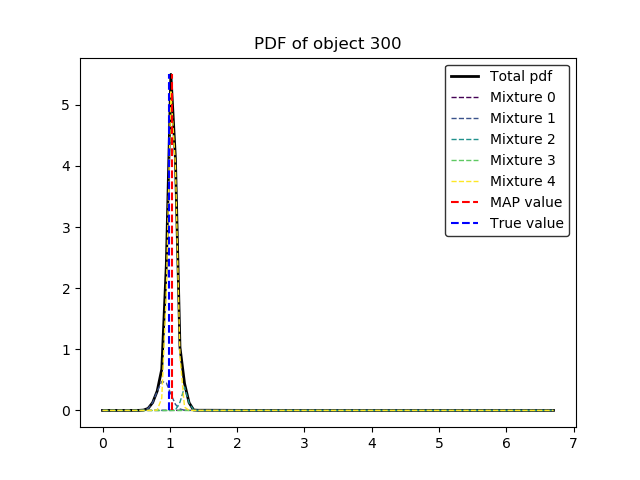 PDF of object 300
Total pdf
Mixture 0
Mixture 1
Mixture 2
Mixture 3
Mixture 4
MAP value
True value
5
4
3
2
1
0
0 1 2 3 4 5 6 7